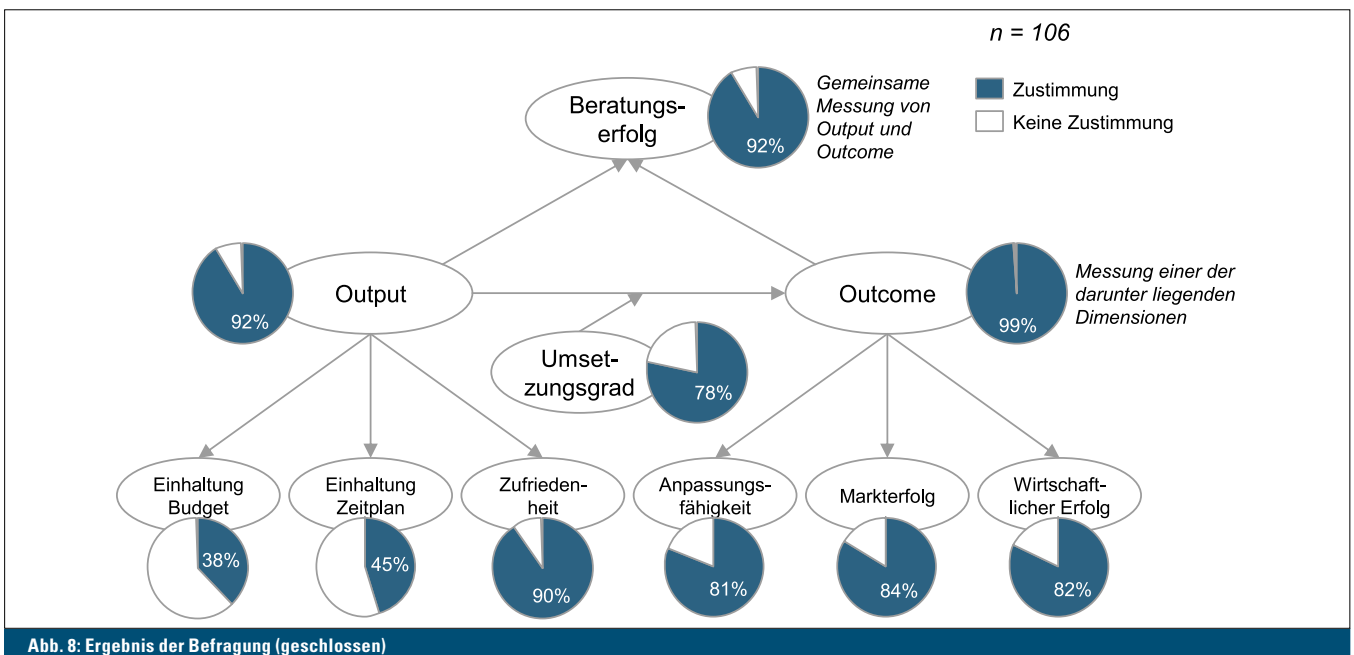 n = 106
Zustimmung
Keine Zustimmung
Beratungs-
erfolg
92%
Gemeinsame
Messung von
Output und
Outcome
92%
Output
Outcome
99%
Messung einer der
darunter liegenden
Dimensionen
Umset-
zungsgrad
78%
Einhaltung
Budget
38%
Einhaltung
Zeitplan
45%
Zufrieden-
heit
90%
Anpassungs-
fähigkeit
81%
Markterfolg
84%
Wirtschaft-
licher Erfolg
82%
Abb. 8: Ergebnis der Befragung (geschlossen)